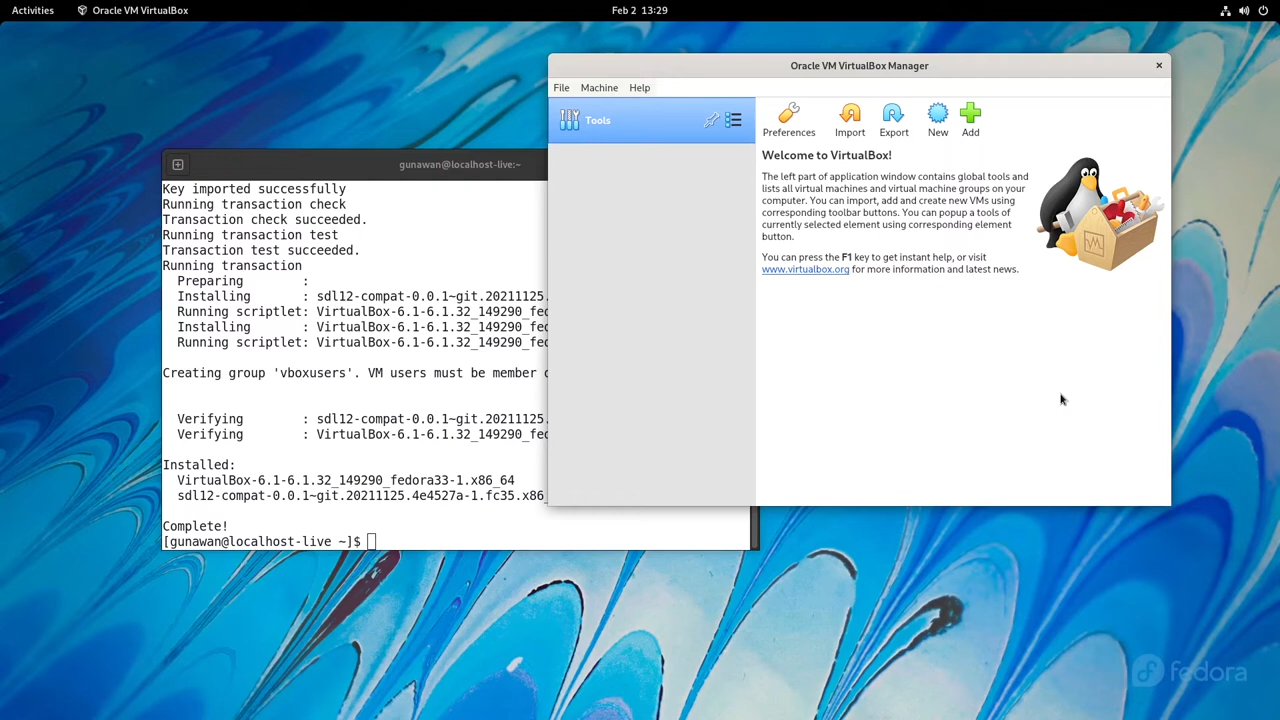 Activities
Oracle VM VirtualBox
Feb 2 13:29
gunawan@localhost-live:~
Key imported successfully
Running transaction check
Transaction check succeeded.
Running transaction test
Transaction test succeeded.
Running transaction
Preparing        :
Installing       : sdl12-compat-0.0.1~git.20211125.
Running scriptlet: VirtualBox-6.1-6.1.32_149290_fed
Installing       : VirtualBox-6.1-6.1.32_149290_fed
Running scriptlet: VirtualBox-6.1-6.1.32_149290_fed
Creating group 'vboxusers'. VM users must be member
Verifying        : sdl12-compat-0.0.1~git.20211125.
Verifying        : VirtualBox-6.1-6.1.32_149290_fed
Installed:
VirtualBox-6.1-6.1.32_149290_fedora33-1.x86_64
sdl12-compat-0.0.1~git.20211125.4e4527a-1.fc35.x86_
Complete!
[gunawan@localhost-live ~]$
Oracle VM VirtualBox Manager
File Machine Help
Tools
Preferences Import Export New Add
Welcome to VirtualBox!
The left part of application window contains global tools and
lists all virtual machines and virtual machine groups on your
computer. You can import, add and create new VMs using
corresponding toolbar buttons. You can popup a tools of
currently selected element using corresponding element
button.
You can press the F1 key to get instant help, or visit
www.virtualbox.org for more information and latest news.
fedora